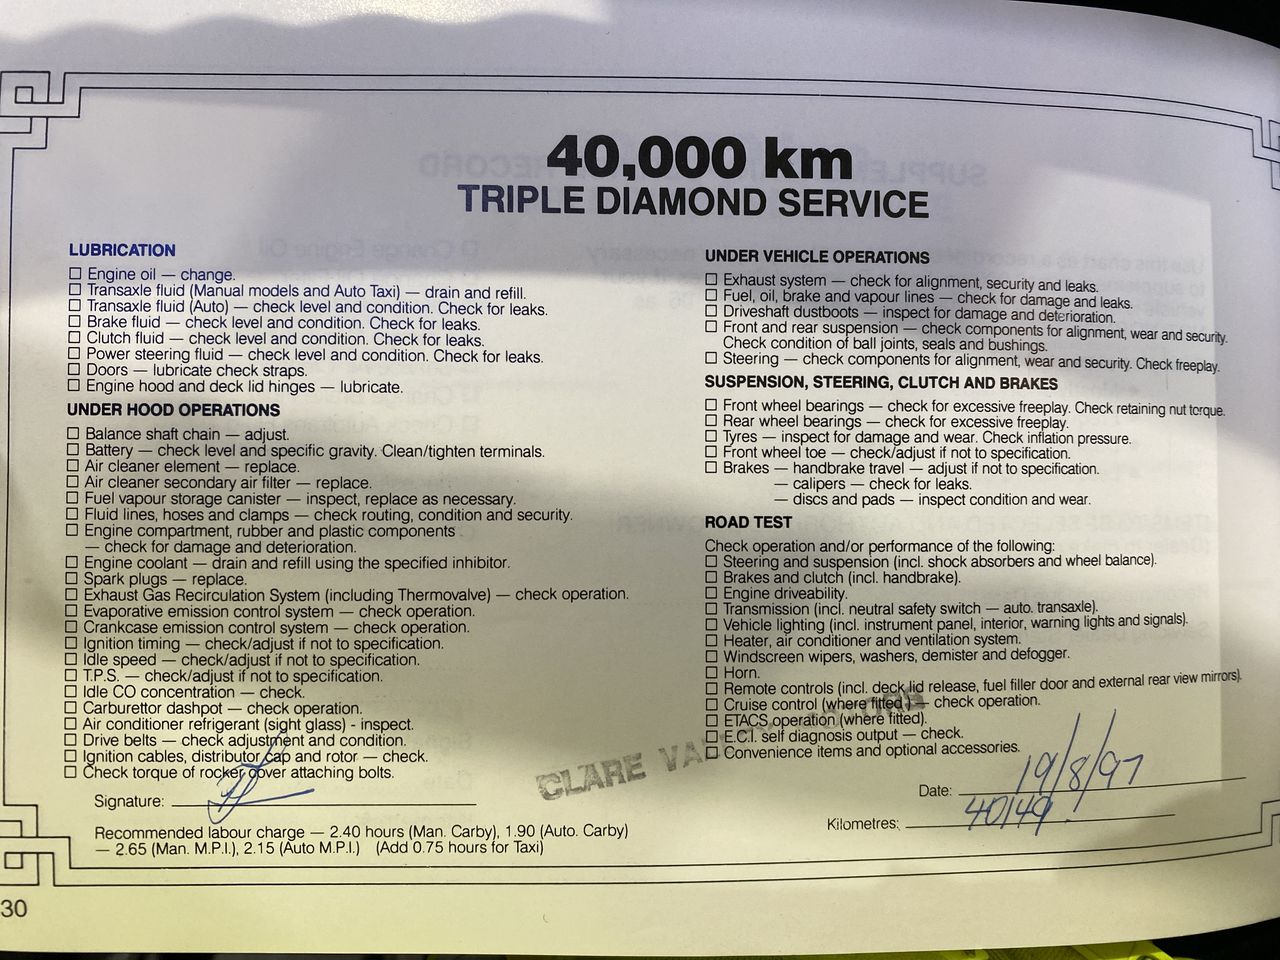 40,000 km
TRIPLE DIAMOND SERVICE
LUBRICATION
☐ Engine oil — change.
☐ Transaxle fluid (Manual models and Auto Taxi) — drain and refill.
☐ Transaxle fluid (Auto) — check level and condition. Check for leaks.
☐ Brake fluid — check level and condition. Check for leaks.
☐ Clutch fluid — check level and condition. Check for leaks.
☐ Power steering fluid — check level and condition. Check for leaks.
☐ Doors — lubricate check straps.
☐ Engine hood and deck lid hinges — lubricate.
UNDER HOOD OPERATIONS
☐ Balance shaft chain — adjust.
☐ Battery — check level and specific gravity. Clean/tighten terminals.
☐ Air cleaner element — replace.
☐ Air cleaner secondary air filter — replace.
☐ Fuel vapour storage canister — inspect, replace as necessary.
☐ Fluid lines, hoses and clamps — check routing, condition and security.
☐ Engine compartment, rubber and plastic components
— check for damage and deterioration.
☐ Engine coolant — drain and refill using the specified inhibitor.
☐ Spark plugs — replace.
☐ Exhaust Gas Recirculation System (including Thermovalve) — check operation.
☐ Evaporative emission control system — check operation.
☐ Crankcase emission control system — check operation.
☐ Ignition timing — check/adjust if not to specification.
☐ Idle speed — check/adjust if not to specification.
☐ T.P.S. — check/adjust if not to specification.
☐ Idle CO concentration — check.
☐ Carburettor dashpot — check operation.
☐ Air conditioner refrigerant (sight glass) - inspect.
☐ Drive belts — check adjustment and condition.
☐ Ignition cables, distributor cap and rotor — check.
☐ Check torque of rocker cover attaching bolts.
Signature:
Recommended labour charge — 2.40 hours (Man. Carby), 1.90 (Auto. Carby)
— 2.65 (Man. M.P.I.), 2.15 (Auto M.P.I.) (Add 0.75 hours for Taxi)
30
UNDER VEHICLE OPERATIONS
☐ Exhaust system — check for alignment, security and leaks.
☐ Fuel, oil, brake and vapour lines — check for damage and leaks.
☐ Driveshaft dustboots — inspect for damage and deterioration.
☐ Front and rear suspension — check components for alignment, wear and security.
Check condition of ball joints, seals and bushings.
☐ Steering — check components for alignment, wear and security. Check freeplay.
SUSPENSION, STEERING, CLUTCH AND BRAKES
☐ Front wheel bearings — check for excessive freeplay. Check retaining nut torque.
☐ Rear wheel bearings — check for excessive freeplay.
☐ Tyres — inspect for damage and wear. Check inflation pressure.
☐ Front wheel toe — check/adjust if not to specification.
☐ Brakes — handbrake travel — adjust if not to specification.
— calipers — check for leaks.
— discs and pads — inspect condition and wear.
ROAD TEST
Check operation and/or performance of the following:
☐ Steering and suspension (incl. shock absorbers and wheel balance).
☐ Brakes and clutch (incl. handbrake).
☐ Engine driveability.
☐ Transmission (incl. neutral safety switch — auto. transaxle).
☐ Vehicle lighting (incl. instrument panel, interior, warning lights and signals).
☐ Heater, air conditioner and ventilation system.
☐ Windscreen wipers, washers, demister and defogger.
☐ Horn.
☐ Remote controls (incl. deck lid release, fuel filler door and external rear view mirrors).
☐ Cruise control (where fitted) — check operation.
☐ ETACS operation (where fitted).
☐ E.C.I. self diagnosis output — check.
☐ Convenience items and optional accessories.
CLARE
Date: 19/8/97
Kilometres: 40149